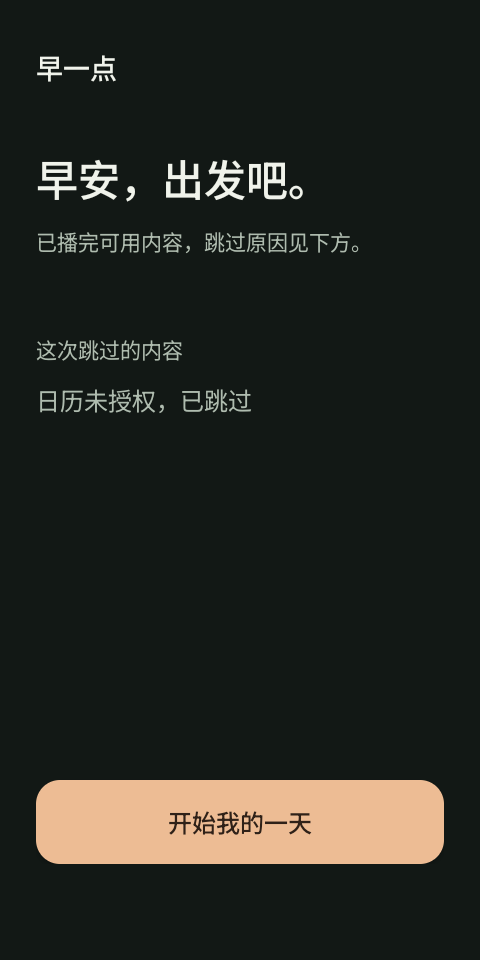 早一点
早安，出发吧。
已播完可用内容，跳过原因见下方。
这次跳过的内容
日历未授权，已跳过
开始我的一天